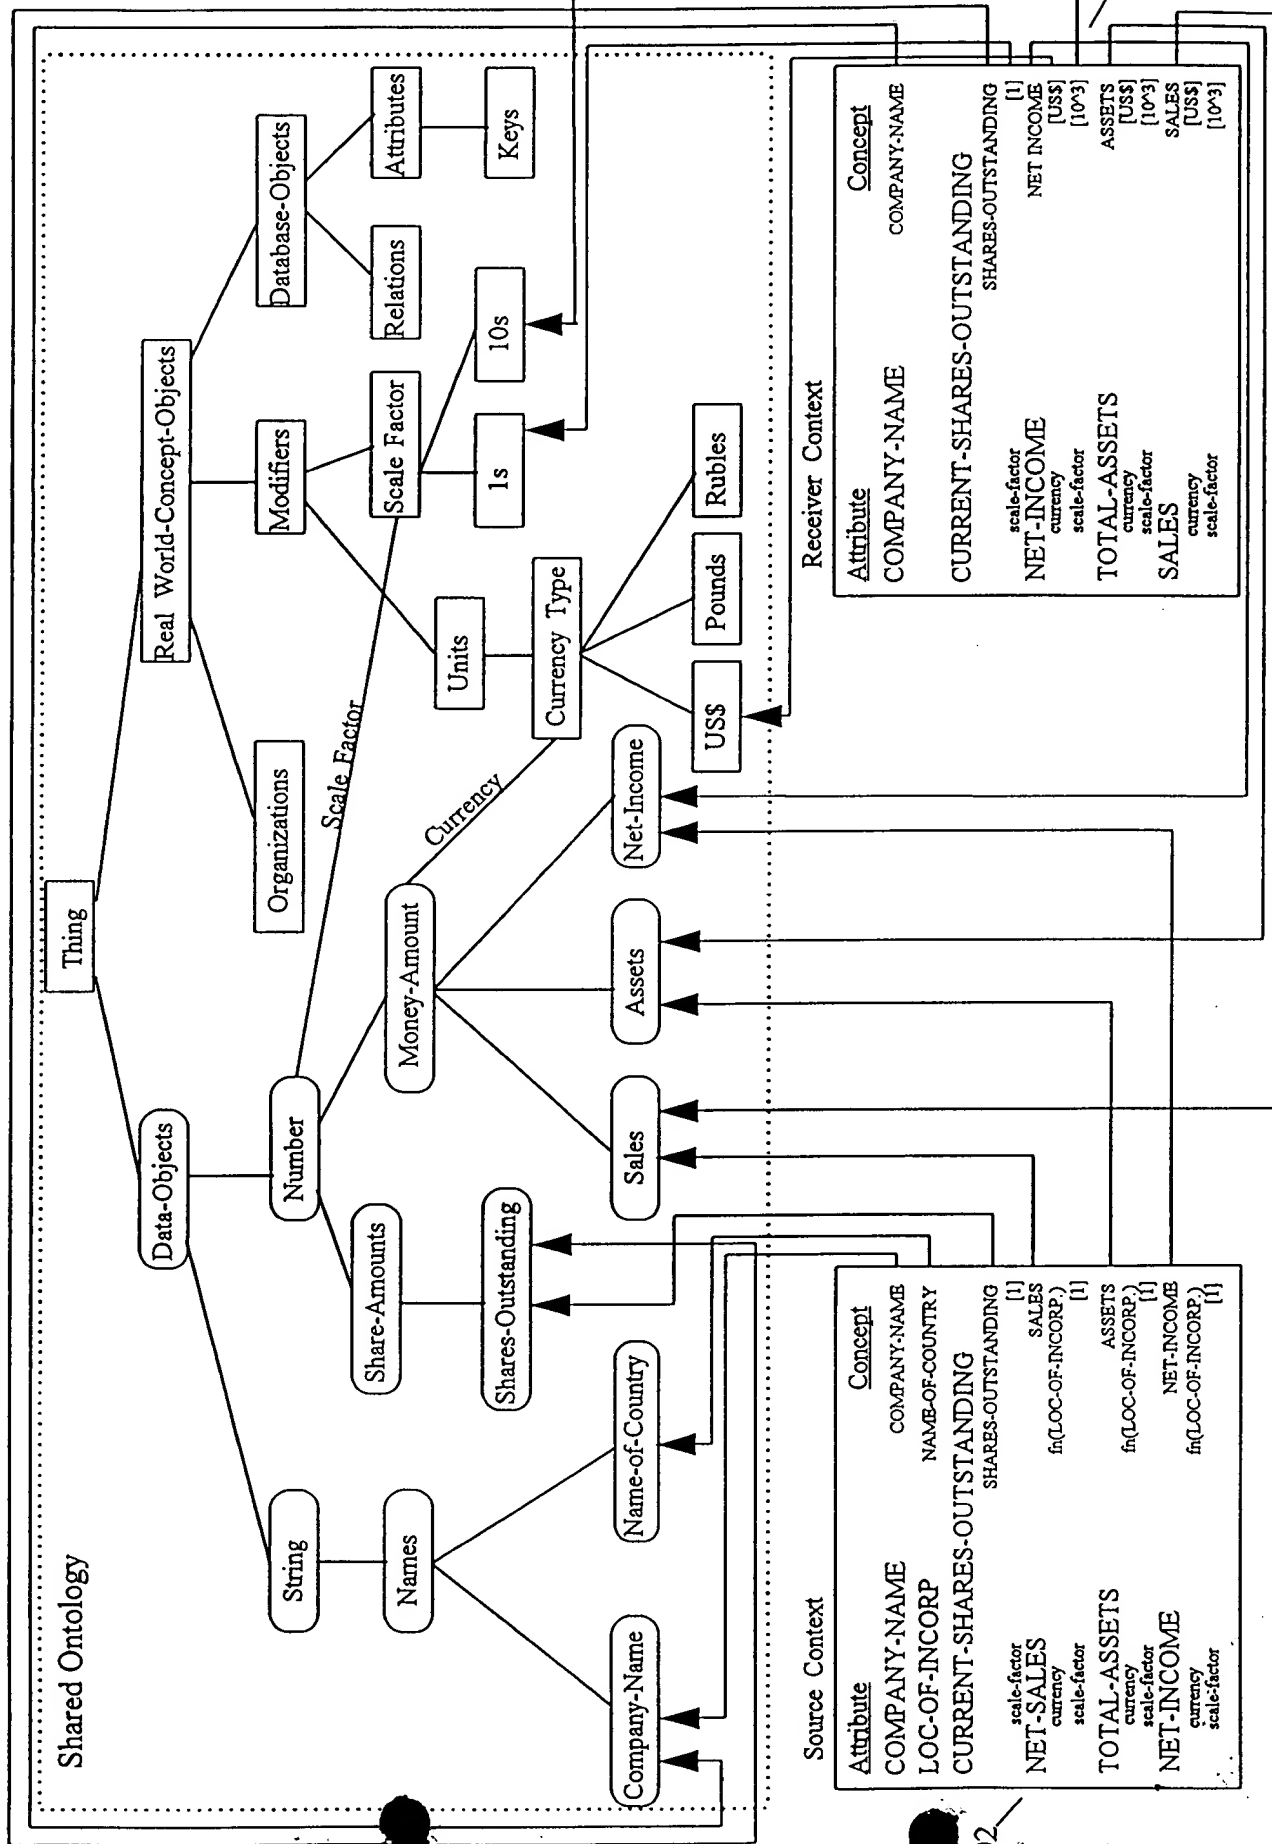 Shared Ontology
Thing
Data-Objects
Real World-Concept-Objects
String
Number
Organizations
Modifiers
Database-Objects
Scale Factor
Names
Share-Amounts
Money-Amount
Currency
Units
Scale Factor
Relations
Attributes
Shares-Outstanding
Currency Type
1s
10s
Keys
Company-Name
Name-of-Country
Sales
Assets
Net-Income
US$
Pounds
Rubles
Source Context
Attribute Concept
COMPANY-NAME COMPANY-NAME
LOC-OF-INCORP NAME-OF-COUNTRY
CURRENT-SHARES-OUTSTANDING
SHARES-OUTSTANDING
scale-factor [1]
NET-SALES SALES
currency fn(LOC-OF-INCORP.)
scale-factor [1]
TOTAL-ASSETS ASSETS
currency fn(LOC-OF-INCORP.)
scale-factor [1]
NET-INCOME NET-INCOME
currency fn(LOC-OF-INCORP.)
scale-factor [1]
Receiver Context
Attribute Concept
COMPANY-NAME COMPANY-NAME
CURRENT-SHARES-OUTSTANDING
SHARES-OUTSTANDING
scale-factor [1]
NET-INCOME NET INCOME
currency [US$]
scale-factor [10^3]
TOTAL-ASSETS ASSETS
currency [US$]
scale-factor [10^3]
SALES SALES
currency [US$]
scale-factor [10^3]